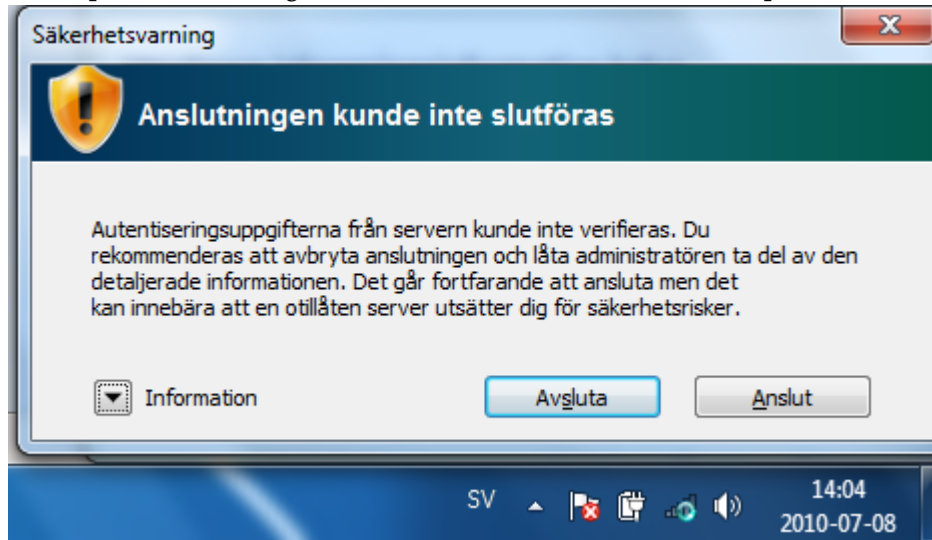 Säkerhetsvarning
Anslutningen kunde inte slutföras
Autentiseringsuppgifterna från servern kunde inte verifieras. Du
rekommenderas att avbryta anslutningen och låta administratören ta del av den
detaljerade informationen. Det går fortfarande att ansluta men det
kan innebära att en otillåten server utsätter dig för säkerhetsrisker.
Information
Avsluta
Anslut
SV
14:04
2010-07-08